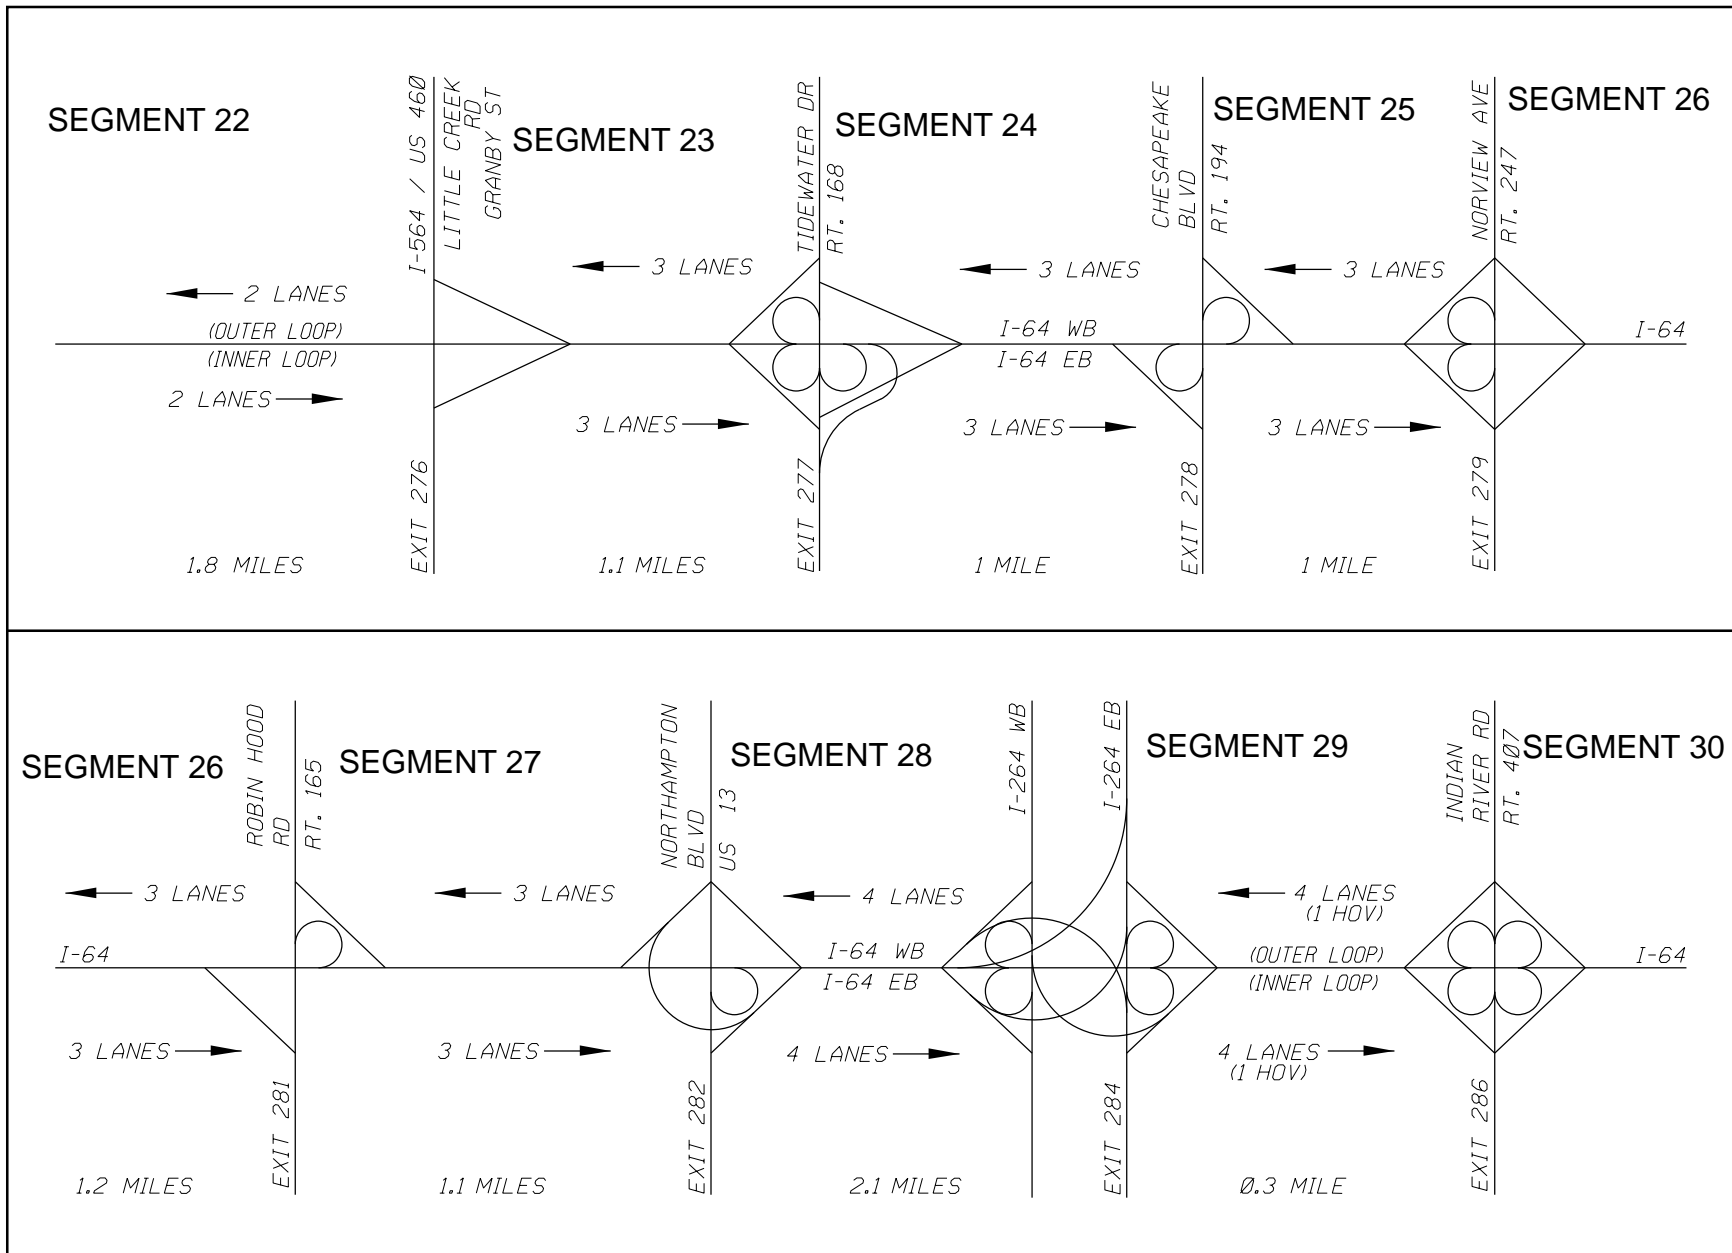 SEGMENT 22
I-564 / US 460
LITTLE CREEK
RD
GRANBY ST
SEGMENT 23
TIDEWATER DR
RT. 168
SEGMENT 24
CHESAPEAKE
BLVD
RT. 194
SEGMENT 25
NORVIEW AVE
RT. 247
SEGMENT 26
2 LANES
3 LANES
3 LANES
3 LANES
(OUTER LOOP)
(INNER LOOP)
I-64 WB
I-64 EB
I-64
2 LANES
3 LANES
3 LANES
3 LANES
EXIT 276
EXIT 277
EXIT 278
EXIT 279
1.8 MILES
1.1 MILES
1 MILE
1 MILE
SEGMENT 26
ROBIN HOOD
RD
RT. 165
SEGMENT 27
NORTHAMPTON
BLVD
US 13
SEGMENT 28
I-264 WB
I-264 EB
SEGMENT 29
INDIAN
RIVER RD
RT. 407
SEGMENT 30
3 LANES
3 LANES
4 LANES
4 LANES
(1 HOV)
I-64
I-64 WB
I-64 EB
(OUTER LOOP)
(INNER LOOP)
I-64
3 LANES
3 LANES
4 LANES
4 LANES
(1 HOV)
EXIT 281
EXIT 282
EXIT 284
EXIT 286
1.2 MILES
1.1 MILES
2.1 MILES
0.3 MILE